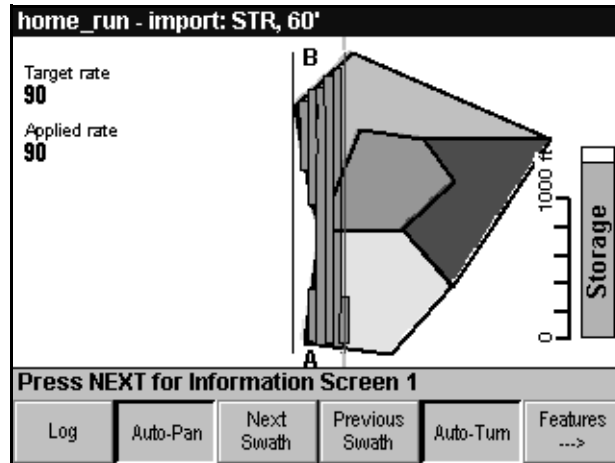 home_run - import: STR, 60'
Target rate
90
Applied rate
90
B
A
1000 ft
0
Storage
Press NEXT for Information Screen 1
Log
Auto-Pan
Next
Swath
Previous
Swath
Auto-Turn
Features
--->